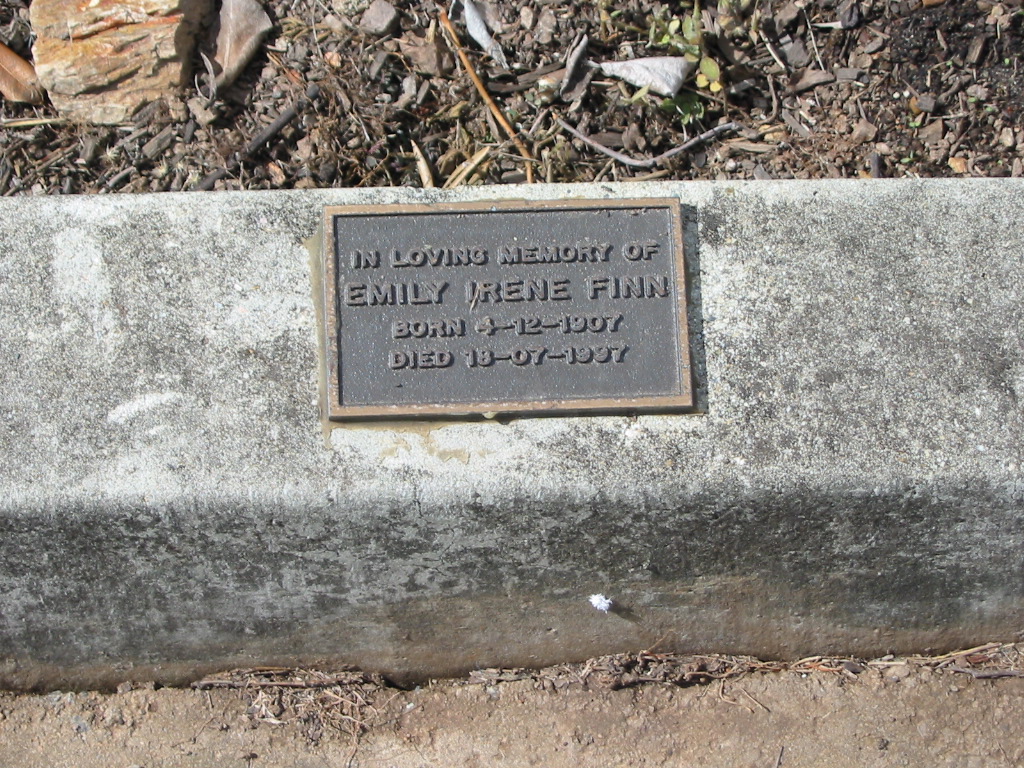 IN LOVING MEMORY OF
EMILY IRENE FINN
BORN 4-12-1907
DIED 18-07-1997